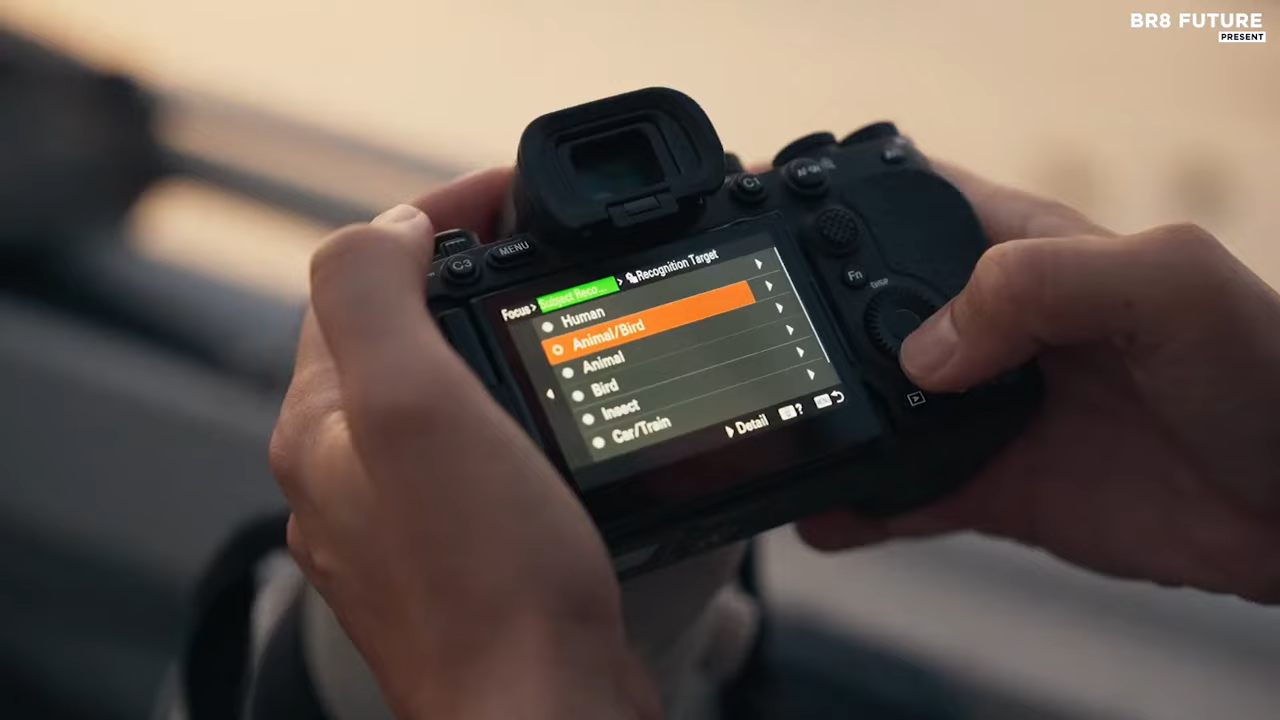 BR8 FUTURE
PRESENT
C1
AF-ON
C3
MENU
Fn
DISP
Focus> Subject Reco... > Recognition Target
Human
Animal/Bird
Animal
Bird
Insect
Car/Train
Detail
?